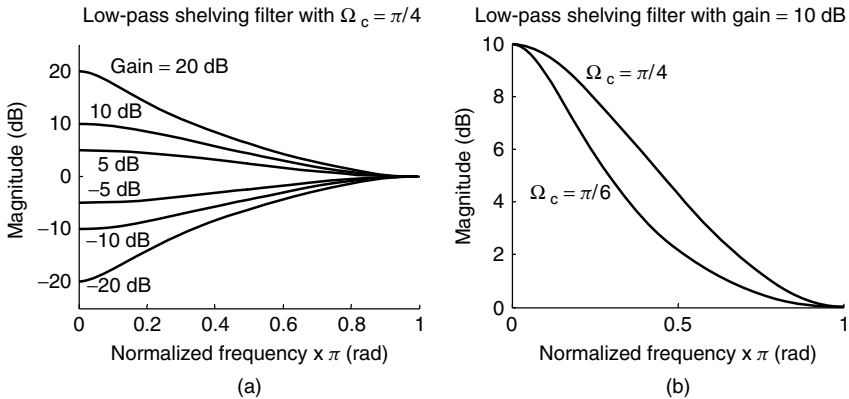 Low-pass shelving filter with Ω c = π/4
20
10
0
−10
−20
Magnitude (dB)
Gain = 20 dB
10 dB
5 dB
−5 dB
−10 dB
−20 dB
0 0.2 0.4 0.6 0.8 1
Normalized frequency x π (rad)
(a)
Low-pass shelving filter with gain = 10 dB
10
8
6
4
2
0
Magnitude (dB)
Ω c = π/4
Ω c = π/6
0 0.5 1
Normalized frequency x π (rad)
(b)